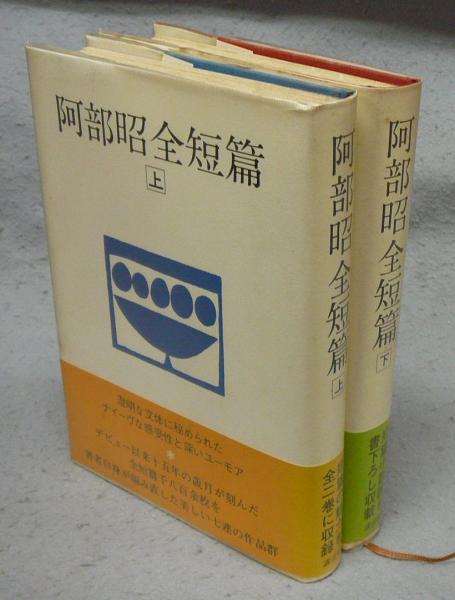 阿部昭全短篇
上
澄明な文体に秘められた
ナイーヴな感受性と深いユーモア
＊
デビュー以来十五年の歳月が刻んだ
全短篇千八百余枚を
著者自身が編み直した美しい七連の作品群
阿部昭全短篇
上
全二巻に収録
阿部昭全短篇
下
書下ろし収載